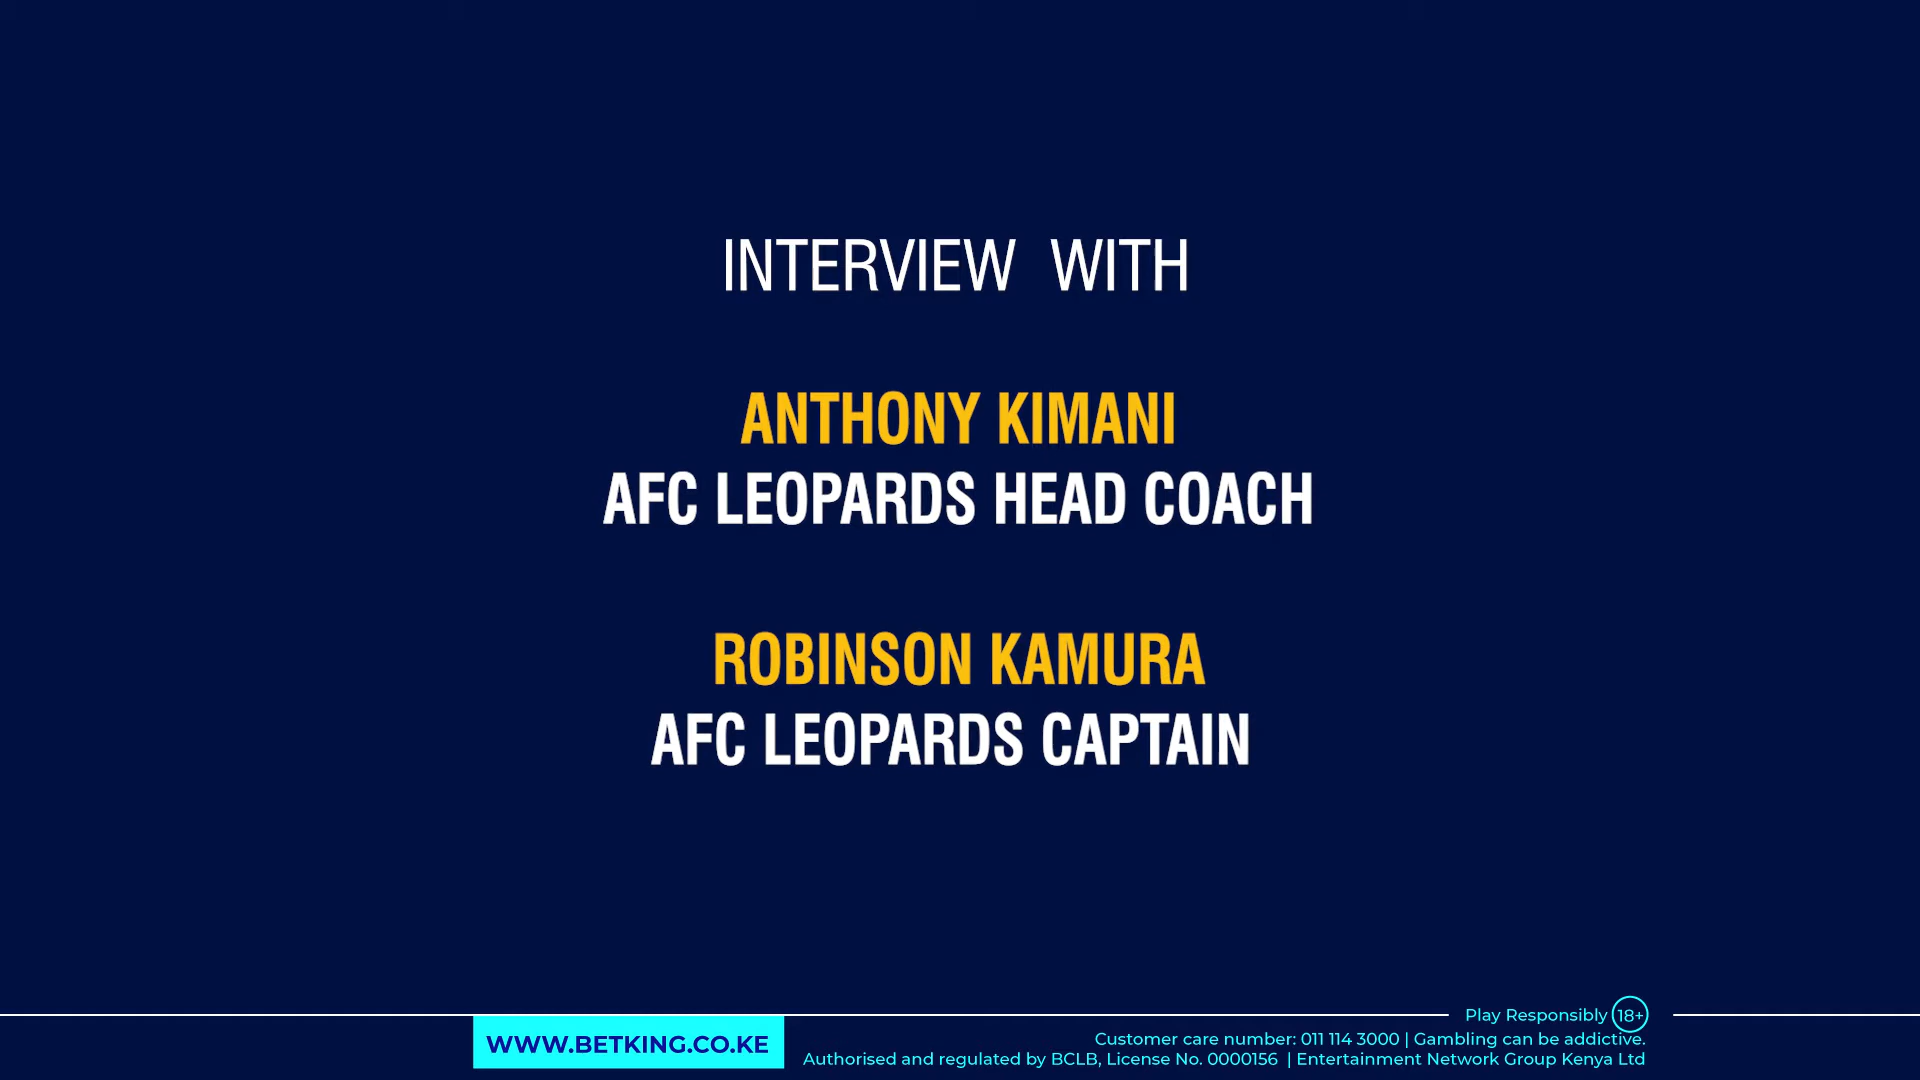 INTERVIEW WITH
ANTHONY KIMANI
AFC LEOPARDS HEAD COACH
ROBINSON KAMURA
AFC LEOPARDS CAPTAIN
Play Responsibly 18+
WWW.BETKING.CO.KE
Customer care number: 011 114 3000 | Gambling can be addictive.
Authorised and regulated by BCLB, License No. 0000156 | Entertainment Network Group Kenya Ltd